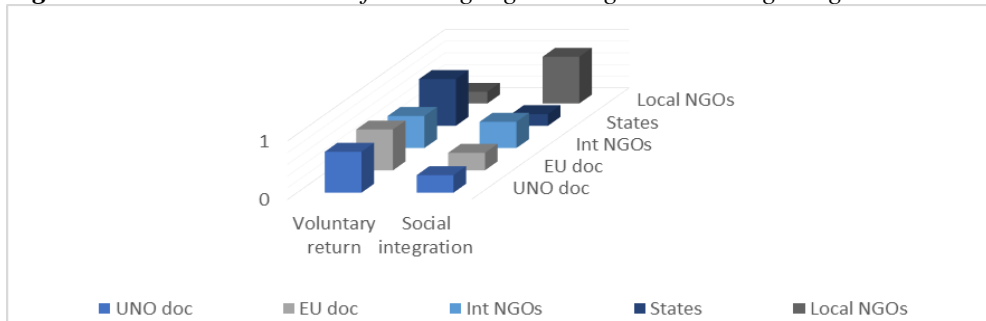 Local NGOs
States
Int NGOs
EU doc
UNO doc
1
0
Voluntary return
Social integration
UNO doc EU doc Int NGOs States Local NGOs